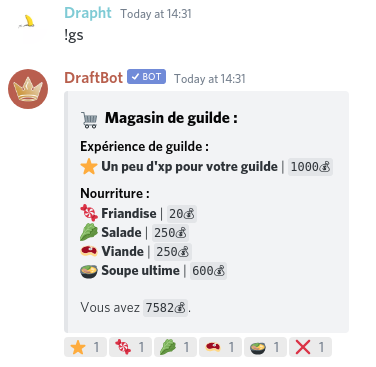 Drapht Today at 14:31
!gs
DraftBot ✔ BOT Today at 14:31
🛒 Magasin de guilde :
Expérience de guilde :
⭐ Un peu d'xp pour votre guilde | 1000💰
Nourriture :
🍬 Friandise | 20💰
🥬 Salade | 250💰
🥩 Viande | 250💰
🍲 Soupe ultime | 600💰
Vous avez 7582💰.
⭐ 1 🍬 1 🥬 1 🥩 1 🍲 1 ❌ 1